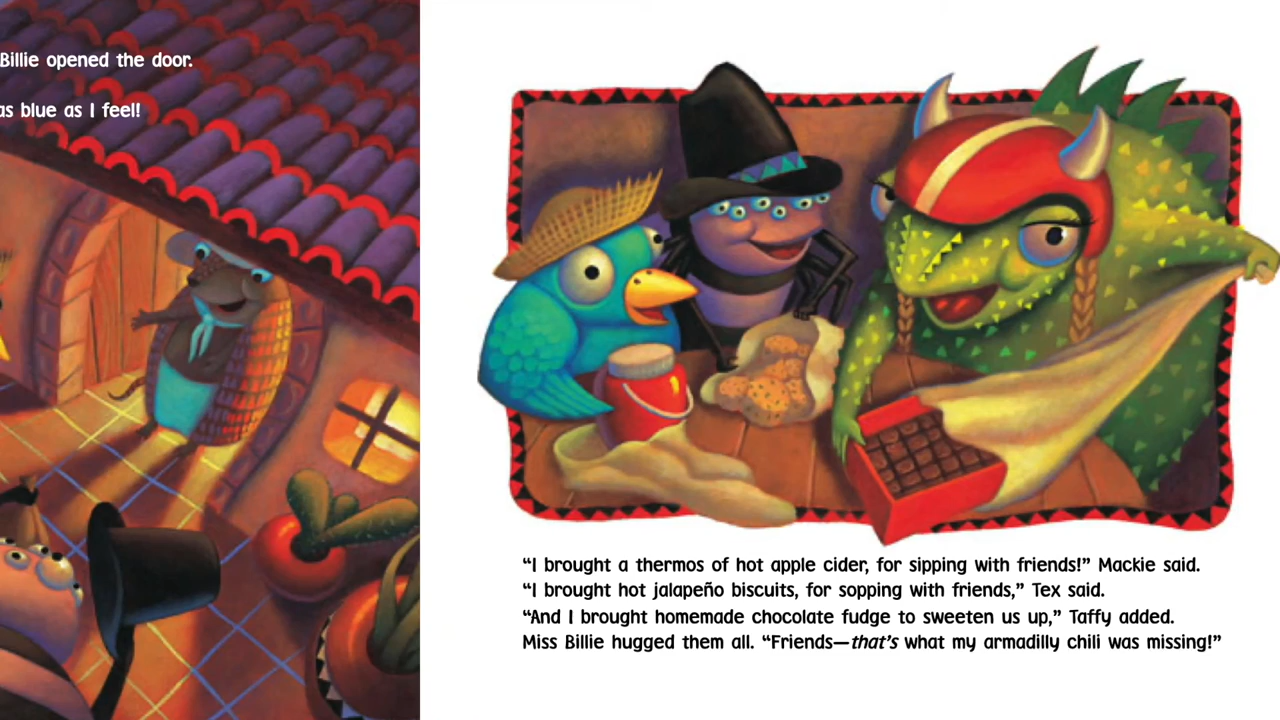 Billie opened the door.
as blue as I feel!
“I brought a thermos of hot apple cider, for sipping with friends!” Mackie said.
“I brought hot jalapeño biscuits, for sopping with friends,” Tex said.
“And I brought homemade chocolate fudge to sweeten us up,” Taffy added.
Miss Billie hugged them all. “Friends—that’s what my armadilly chili was missing!”